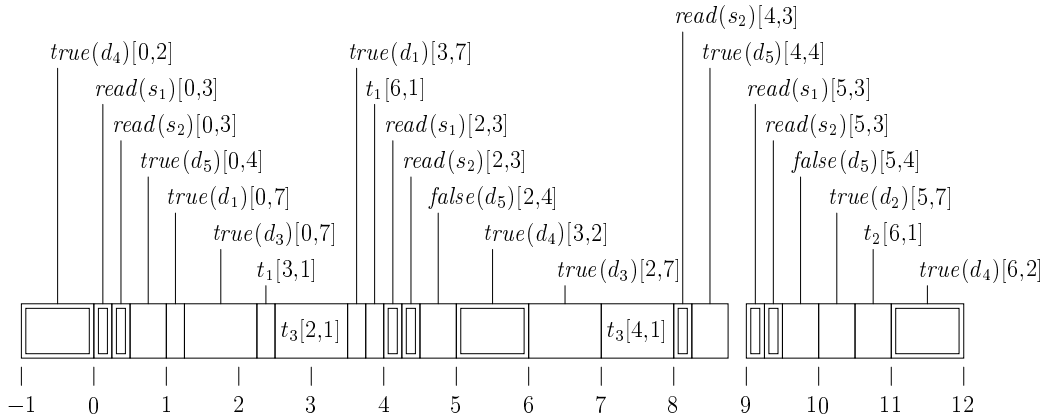 read(s₂)[4,3]
true(d₄)[0,2] true(d₁)[3,7] true(d₅)[4,4]
read(s₁)[0,3] t₁[6,1] read(s₁)[5,3]
read(s₂)[0,3] read(s₁)[2,3] read(s₂)[5,3]
true(d₅)[0,4] read(s₂)[2,3] false(d₅)[5,4]
true(d₁)[0,7] false(d₅)[2,4] true(d₂)[5,7]
true(d₃)[0,7] true(d₄)[3,2] t₂[6,1]
t₁[3,1] true(d₃)[2,7] true(d₄)[6,2]
t₃[2,1] t₃[4,1]
−1 0 1 2 3 4 5 6 7 8 9 10 11 12